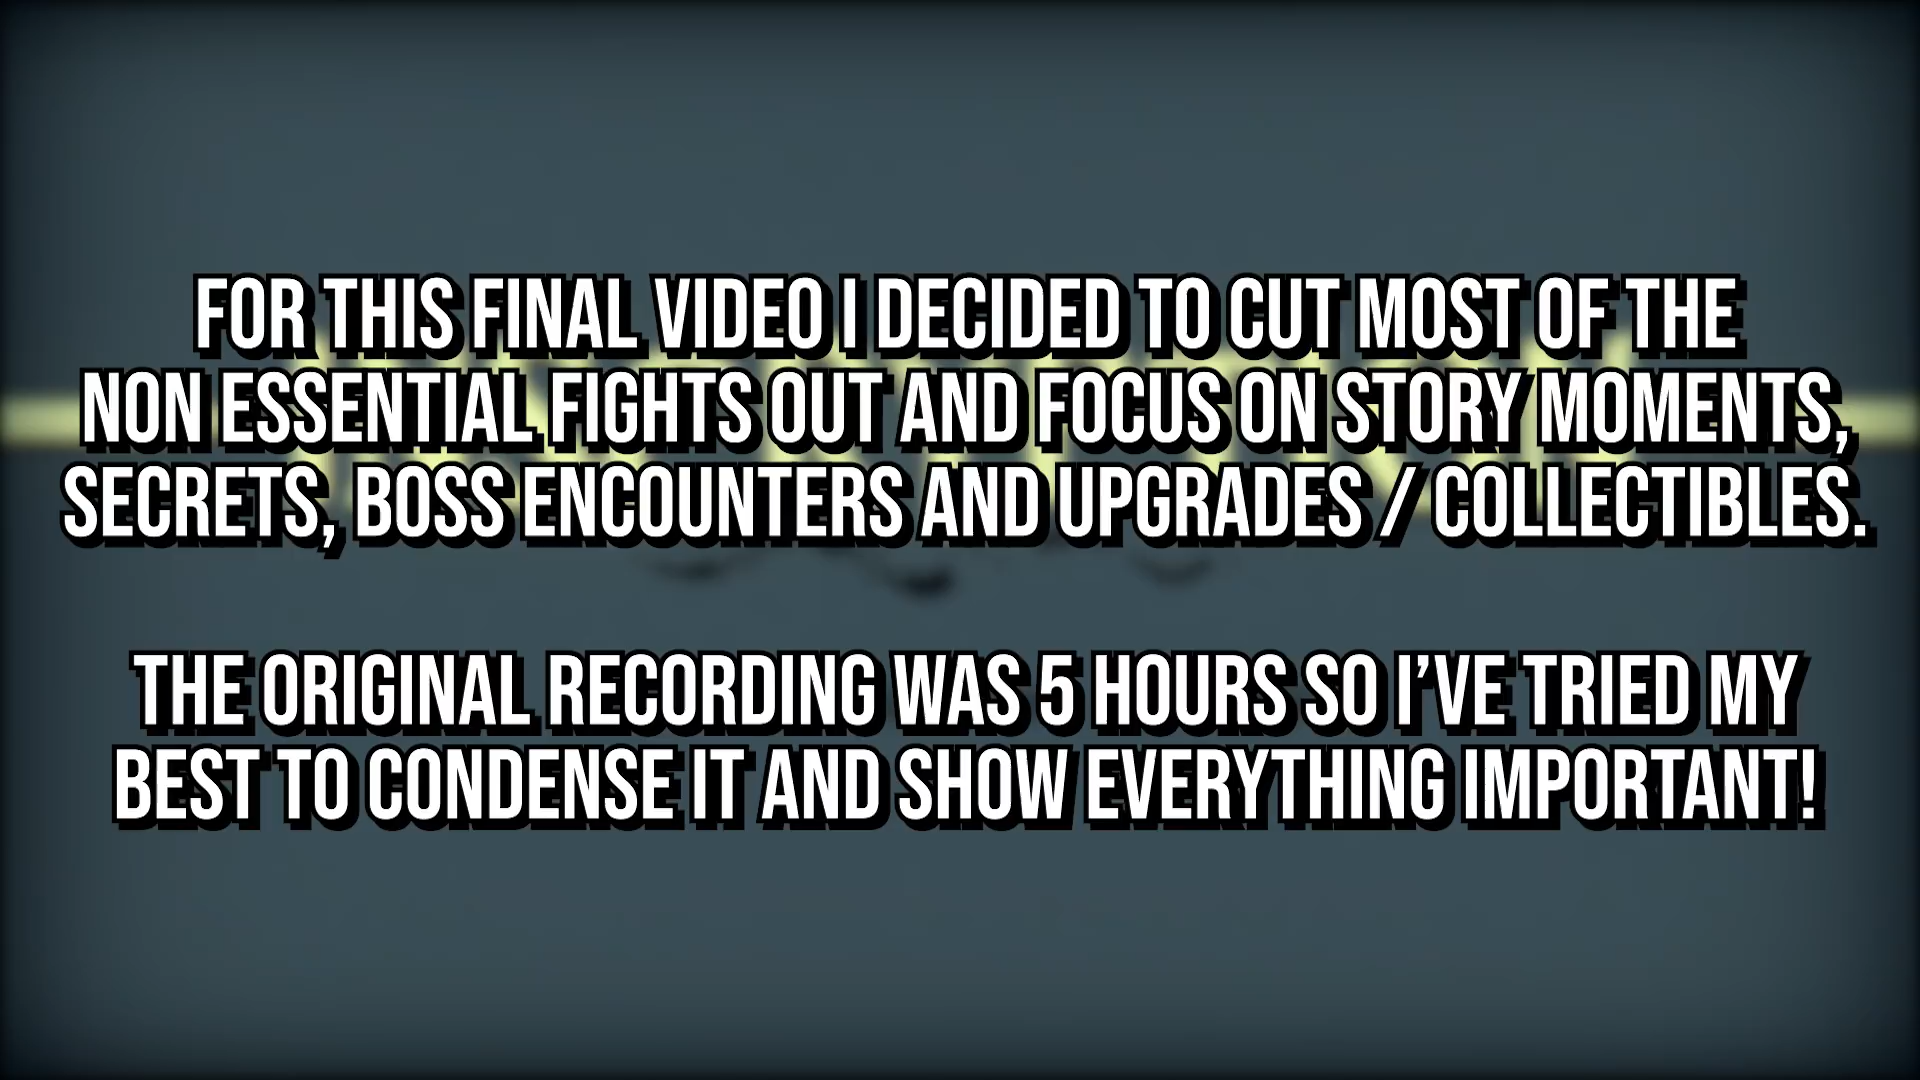 FOR THIS FINAL VIDEO I DECIDED TO CUT MOST OF THE
NON ESSENTIAL FIGHTS OUT AND FOCUS ON STORY MOMENTS,
SECRETS, BOSS ENCOUNTERS AND UPGRADES / COLLECTIBLES.
THE ORIGINAL RECORDING WAS 5 HOURS SO I'VE TRIED MY
BEST TO CONDENSE IT AND SHOW EVERYTHING IMPORTANT!